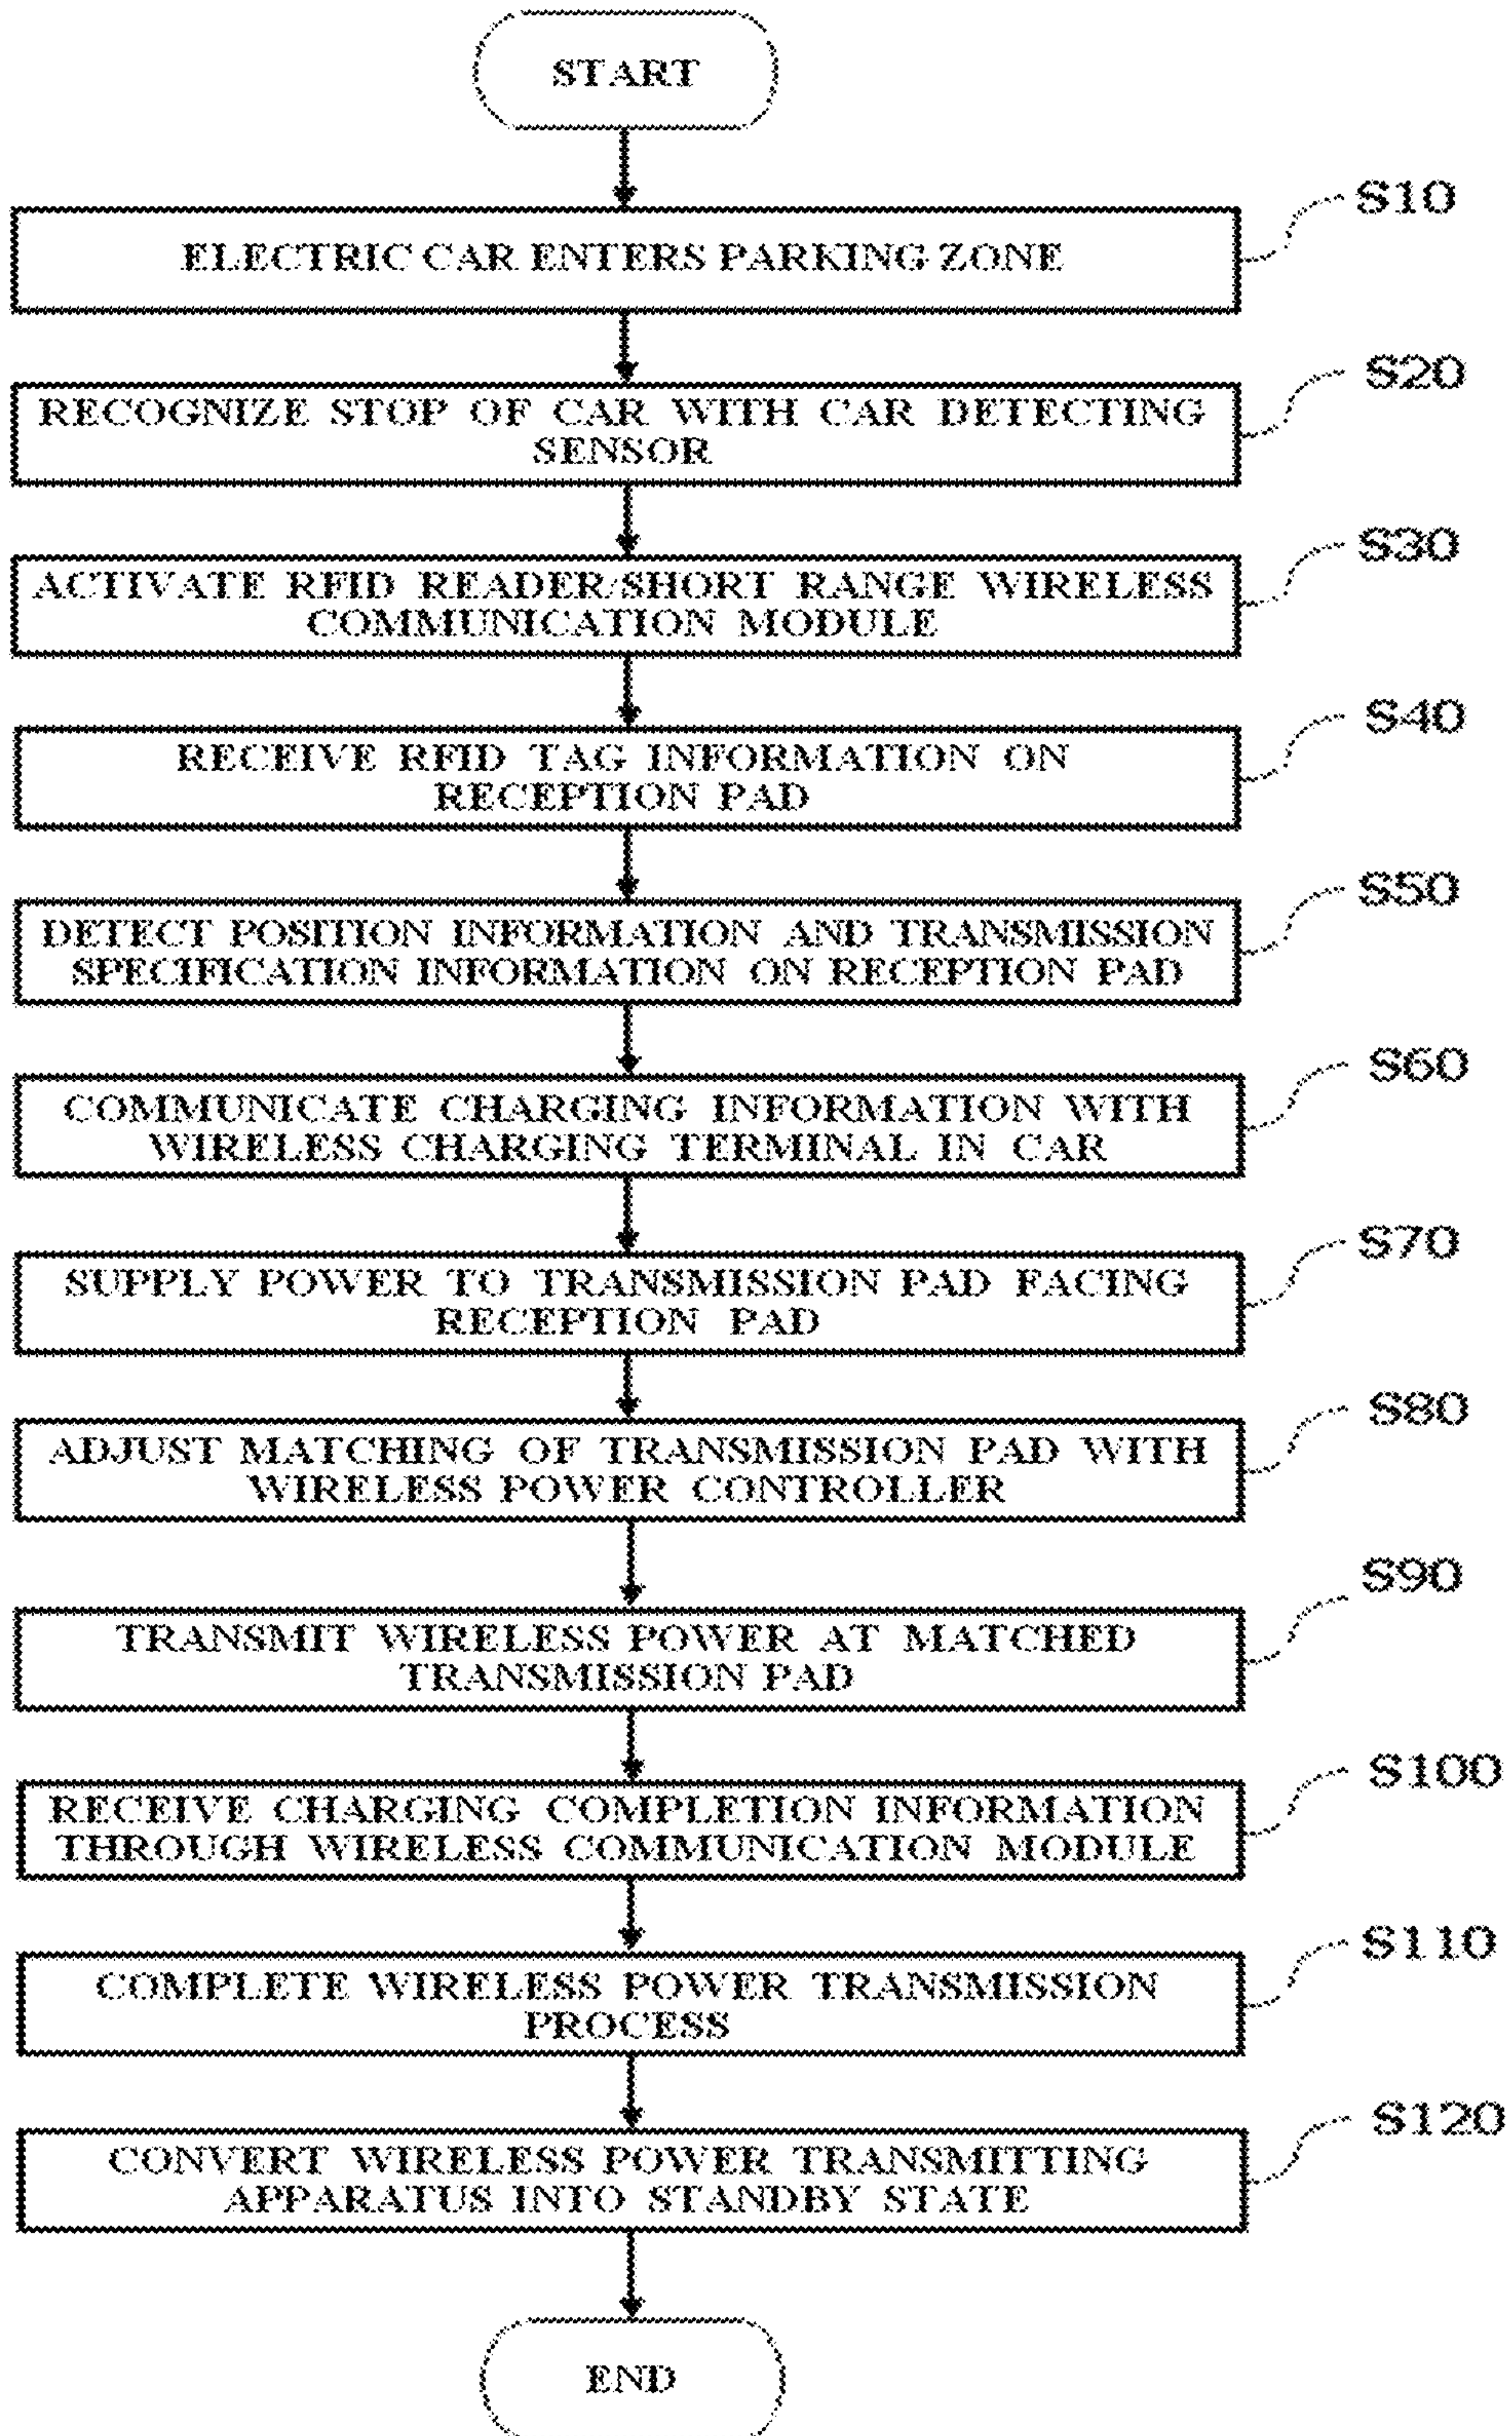 START
S10
ELECTRIC CAR ENTERS PARKING ZONE
S20
RECOGNIZE STOP OF CAR WITH CAR DETECTING
SENSOR
S30
ACTIVATE RFID READER/SHORT RANGE WIRELESS
COMMUNICATION MODULE
S40
RECEIVE RFID TAG INFORMATION ON
RECEPTION PAD
S50
DETECT POSITION INFORMATION AND TRANSMISSION
SPECIFICATION INFORMATION ON RECEPTION PAD
S60
COMMUNICATE CHARGING INFORMATION WITH
WIRELESS CHARGING TERMINAL IN CAR
S70
SUPPLY POWER TO TRANSMISSION PAD FACING
RECEPTION PAD
S80
ADJUST MATCHING OF TRANSMISSION PAD WITH
WIRELESS POWER CONTROLLER
S90
TRANSMIT WIRELESS POWER AT MATCHED
TRANSMISSION PAD
S100
RECEIVE CHARGING COMPLETION INFORMATION
THROUGH WIRELESS COMMUNICATION MODULE
S110
COMPLETE WIRELESS POWER TRANSMISSION
PROCESS
S120
CONVERT WIRELESS POWER TRANSMITTING
APPARATUS INTO STANDBY STATE
END